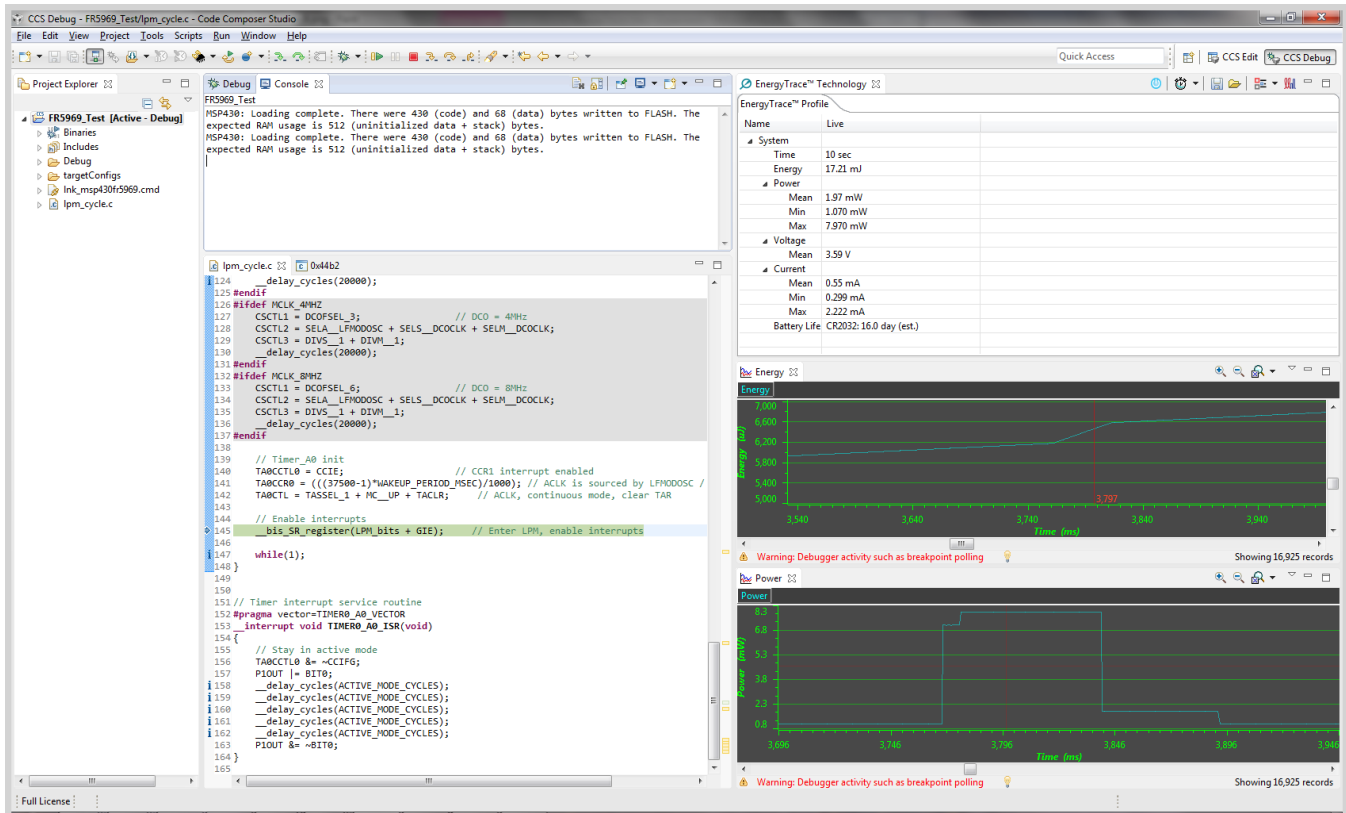 CCS Debug - FR5969_Test/lpm_cycle.c - Code Composer Studio
File Edit View Project Tools Scripts Run Window Help
Quick Access
CCS Edit
CCS Debug
Project Explorer
FR5969_Test [Active - Debug]
Binaries
Includes
Debug
targetConfigs
lnk_msp430fr5969.cmd
lpm_cycle.c
Debug
Console
FR5969_Test
MSP430: Loading complete. There were 430 (code) and 68 (data) bytes written to FLASH. The
expected RAM usage is 512 (uninitialized data + stack) bytes.
MSP430: Loading complete. There were 430 (code) and 68 (data) bytes written to FLASH. The
expected RAM usage is 512 (uninitialized data + stack) bytes.
lpm_cycle.c
0x44b2
124 __delay_cycles(20000);
125 #endif
126 #ifdef MCLK_4MHZ
127 CSCTL1 = DCOFSEL_3; // DCO = 4MHz
128 CSCTL2 = SELA__LFMODOSC + SELS__DCOCLK + SELM__DCOCLK;
129 CSCTL3 = DIVS__1 + DIVM__1;
130 __delay_cycles(20000);
131 #endif
132 #ifdef MCLK_8MHZ
133 CSCTL1 = DCOFSEL_6; // DCO = 8MHz
134 CSCTL2 = SELA__LFMODOSC + SELS__DCOCLK + SELM__DCOCLK;
135 CSCTL3 = DIVS__1 + DIVM__1;
136 __delay_cycles(20000);
137 #endif
138
139 // Timer_A0 init
140 TA0CCTL0 = CCIE; // CCR1 interrupt enabled
141 TA0CCR0 = (((37500-1)*WAKEUP_PERIOD_MSEC)/1000); // ACLK is sourced by LFMODOSC /
142 TA0CTL = TASSEL_1 + MC__UP + TACLR; // ACLK, continuous mode, clear TAR
143
144 // Enable interrupts
145 __bis_SR_register(LPM_bits + GIE); // Enter LPM, enable interrupts
146
147 while(1);
148 }
149
150
151 // Timer interrupt service routine
152 #pragma vector=TIMER0_A0_VECTOR
153 __interrupt void TIMER0_A0_ISR(void)
154 {
155 // Stay in active mode
156 TA0CCTL0 &= ~CCIFG;
157 P1OUT |= BIT0;
158 __delay_cycles(ACTIVE_MODE_CYCLES);
159 __delay_cycles(ACTIVE_MODE_CYCLES);
160 __delay_cycles(ACTIVE_MODE_CYCLES);
161 __delay_cycles(ACTIVE_MODE_CYCLES);
162 __delay_cycles(ACTIVE_MODE_CYCLES);
163 P1OUT &= ~BIT0;
164 }
165
EnergyTrace™ Technology
EnergyTrace™ Profile
Name Live
System
Time 10 sec
Energy 17.21 mJ
Power
Mean 1.97 mW
Min 1.070 mW
Max 7.970 mW
Voltage
Mean 3.59 V
Current
Mean 0.55 mA
Min 0.299 mA
Max 2.222 mA
Battery Life CR2032: 16.0 day (est.)
Energy
Energy
Energy (uJ)
7,000
6,600
6,200
5,800
5,400
5,000
3,797
3,540 3,640 3,740 3,840 3,940
Time (ms)
Warning: Debugger activity such as breakpoint polling
Showing 16,925 records
Power
Power
Power (mW)
8.3
6.8
5.3
3.8
2.3
0.8
3,696 3,746 3,796 3,846 3,896 3,946
Time (ms)
Warning: Debugger activity such as breakpoint polling
Showing 16,925 records
Full License